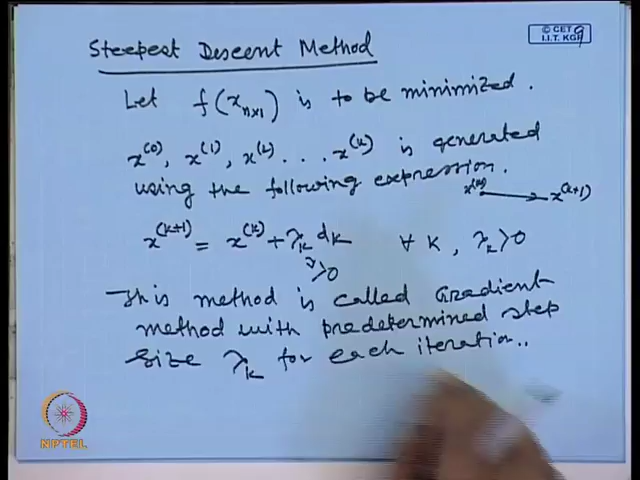 © CET
I.I.T. KGP
9
Steepest Descent Method
Let f(x_{n×1}) is to be minimized.
x^{(0)}, x^{(1)}, x^{(2)} . . . x^{(k)} is generated
using the following expression.
x^{(k)} → x^{(k+1)}
x^{(k+1)} = x^{(k)} + λ_k d_k ∀ k, λ_k > 0
λ > 0
This method is called Gradient
method with predetermined step
size λ_k for each iteration..
NPTEL